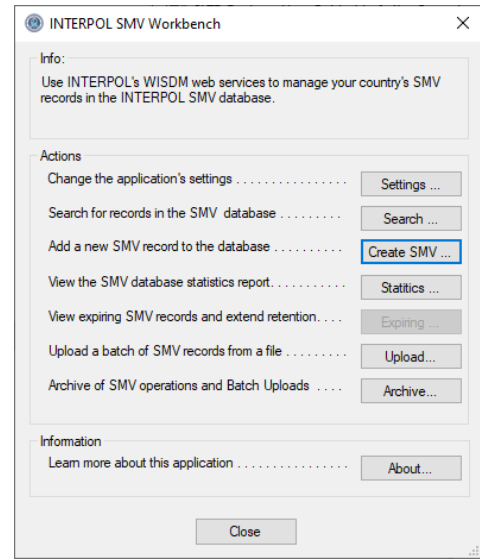 INTERPOL SMV Workbench
Info:
Use INTERPOL's WISDM web services to manage your country's SMV
records in the INTERPOL SMV database.
Actions
Change the application's settings . . . . . . . . . . . . . . . . Settings ...
Search for records in the SMV database . . . . . . . . . Search ...
Add a new SMV record to the database . . . . . . . . . . Create SMV ...
View the SMV database statistics report. . . . . . . . . . . Statitics ...
View expiring SMV records and extend retention. . . . Expiring ...
Upload a batch of SMV records from a file . . . . . . . . . Upload...
Archive of SMV operations and Batch Uploads . . . . Archive...
Information
Learn more about this application . . . . . . . . . . . . . . . . About...
Close